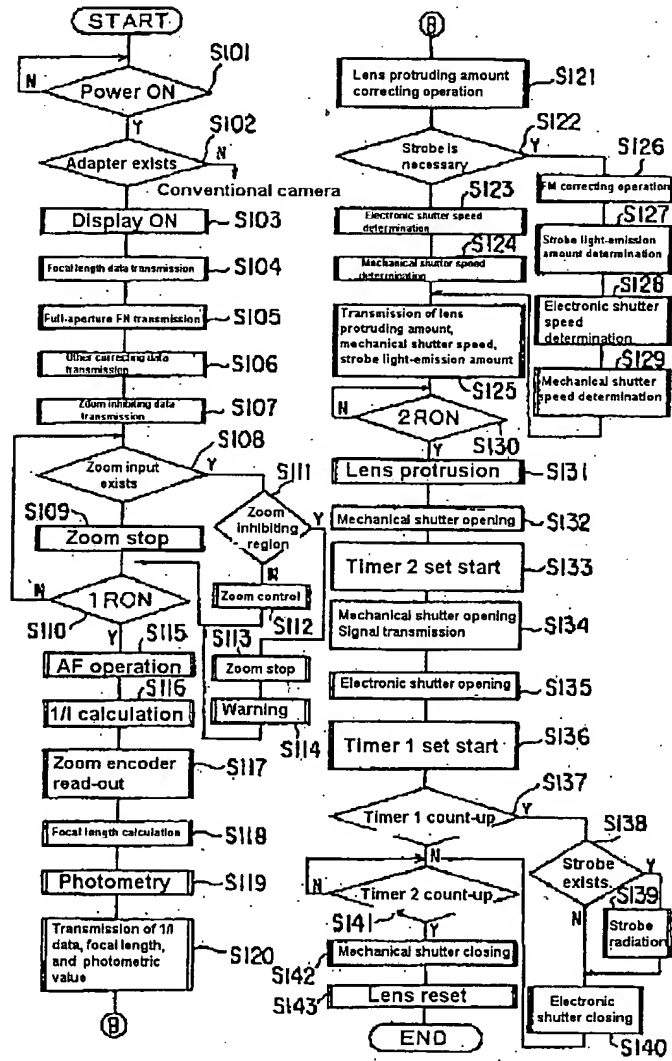 START
S101
N
Power ON
Y
S102
Adapter exists
N
Conventional camera
Y
Display ON
S103
Focal length data transmission
S104
Full-aperture FN transmission
S105
Other correcting data
transmission
S106
Zoom inhibiting data
transmission
S107
S108
Zoom input
exists
Y
S111
N
S109
Zoom stop
Zoom
inhibiting
region
Y
N
Zoom control
S112
N
1 RON
S110
Y
S115
AF operation
S113
Zoom stop
S116
1/l calculation
Warning
S114
Zoom encoder
read-out
S117
Focal length calculation
S118
Photometry
S119
Transmission of 1/l
data, focal length,
and photometric
value
S120
B
B
Lens protruding amount
correcting operation
S121
S122
Strobe is
necessary
Y
S126
FM correcting operation
S127
Strobe light-emission
amount determination
S128
Electronic shutter
speed
determination
S129
Mechanical shutter
speed determination
S123
Electronic shutter speed
determination
S124
Mechanical shutter speed
determination
Transmission of lens
protruding amount,
mechanical shutter speed,
strobe light-emission amount
S125
N
2 RON
S130
Y
Lens protrusion
S131
Mechanical shutter opening
S132
Timer 2 set start
S133
Mechanical shutter opening
Signal transmission
S134
Electronic shutter opening
S135
Timer 1 set start
S136
S137
Timer 1 count-up
Y
S138
N
Strobe
exists.
Y
S139
N
Strobe
radiation
Electronic
shutter closing
S140
N
Timer 2 count-up
S141
Y
Mechanical shutter closing
S142
S143
Lens reset
END